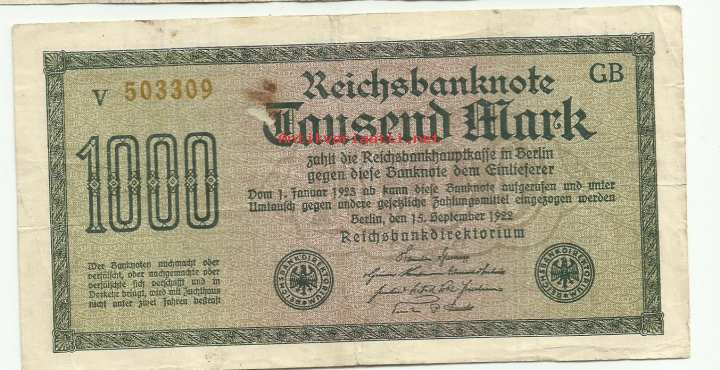 V 503309
Reichsbanknote
GB
Tausend Mark
1000
zahlt die Reichsbankhauptkasse in Berlin
gegen diese Banknote dem Einlieferer
Vom 1. Januar 1923 ab kann diese Banknote aufgerufen und unter
Umtausch gegen andere gesetzliche Zahlungsmittel eingezogen werden
Berlin, den 15. September 1922
Reichsbankdirektorium
Wer Banknoten nachmacht oder
verfälscht, oder nachgemachte oder
verfälschte sich verschafft und in
Verkehr bringt, wird mit Zuchthaus
nicht unter zwei Jahren bestraft
REICHSBANKDIREKTORIUM
REICHSBANKDIREKTORIUM